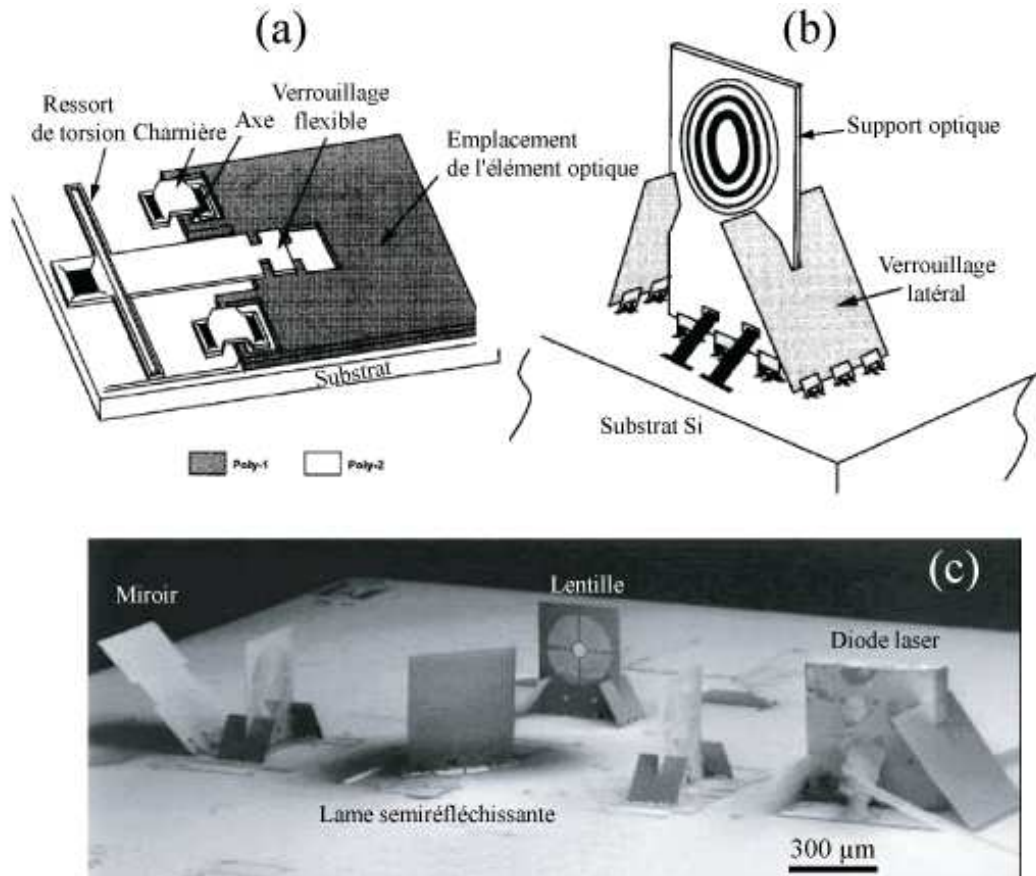 (a)
Ressort
de torsion
Charnière
Axe
Verrouillage
flexible
Emplacement
de l'élément optique
Substrat
Poly-1
Poly-2
(b)
Support optique
Verrouillage
latéral
Substrat Si
(c)
Miroir
Lentille
Diode laser
Lame semiréfléchissante
300 µm